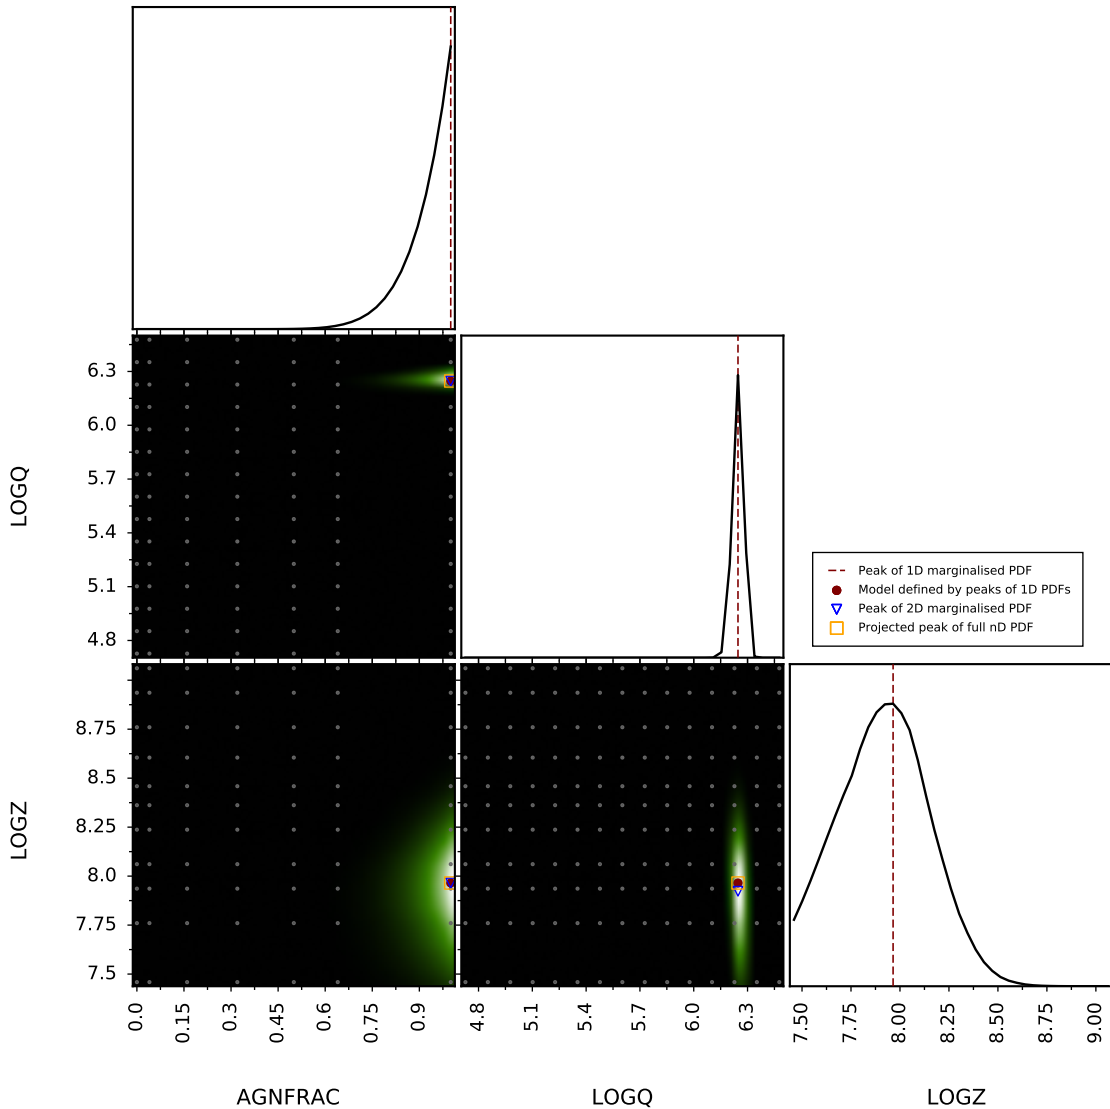 6.3
6.0
5.7
5.4
5.1
4.8
LOGQ
Peak of 1D marginalised PDF
Model defined by peaks of 1D PDFs
Peak of 2D marginalised PDF
Projected peak of full nD PDF
8.75
8.5
8.25
8.0
7.75
7.5
LOGZ
0.0 0.15 0.3 0.45 0.6 0.75 0.9
4.8 5.1 5.4 5.7 6.0 6.3
7.50 7.75 8.00 8.25 8.50 8.75 9.00
AGNFRAC LOGQ LOGZ